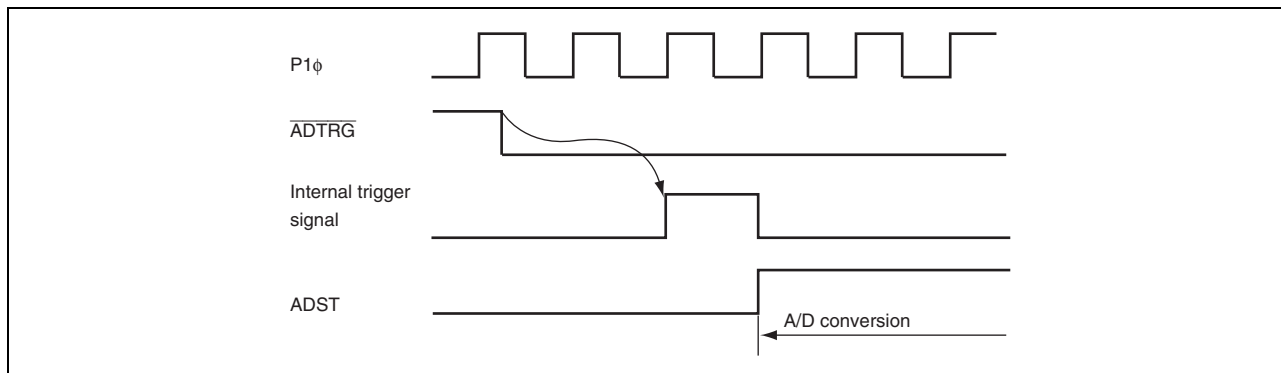 P1ϕ
ADTRG
Internal trigger
signal
ADST
A/D conversion